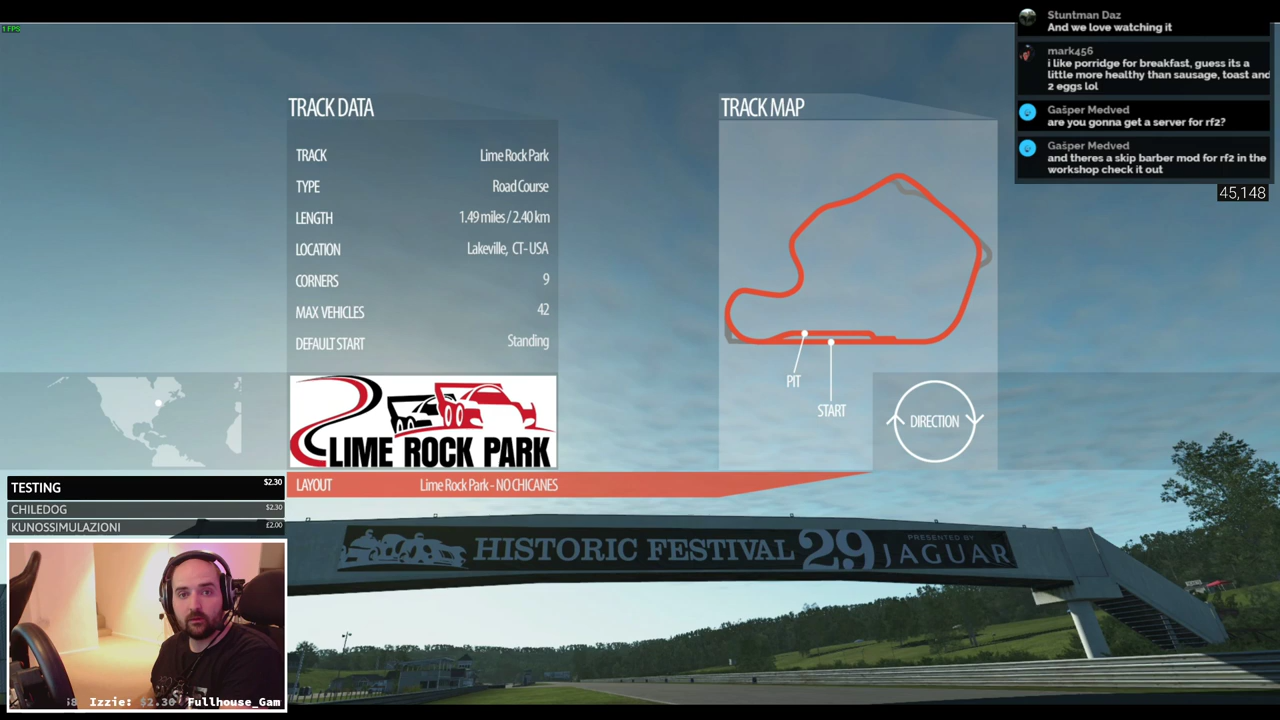 1 FPS
Stuntman Daz
And we love watching it
mark456
i like porridge for breakfast, guess its a
little more healthy than sausage, toast and
2 eggs lol
Gašper Medved
are you gonna get a server for rf2?
Gašper Medved
and theres a skip barber mod for rf2 in the
workshop check it out
45,148
TRACK DATA
TRACK Lime Rock Park
TYPE Road Course
LENGTH 1.49 miles / 2.40 km
LOCATION Lakeville, CT- USA
CORNERS 9
MAX VEHICLES 42
DEFAULT START Standing
TRACK MAP
PIT
START
DIRECTION
LIME ROCK PARK
LAYOUT Lime Rock Park - NO CHICANES
TESTING $2.30
CHILEDOG $2.30
KUNOSSIMULAZIONI £2.00
HISTORIC FESTIVAL 29 PRESENTED BY JAGUAR
Izzie: $2.30 Fullhouse_Gam